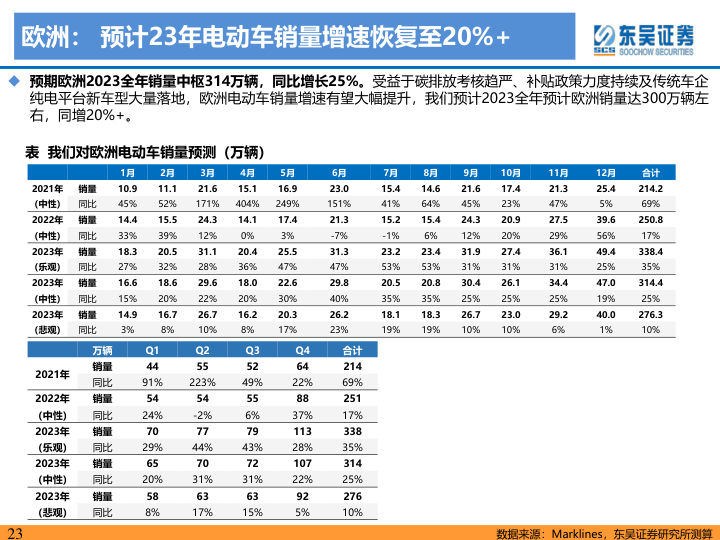 欧洲： 预计23年电动车销量增速恢复至20%+
东吴证券
SCS SOOCHOW SECURITIES
◆ 预期欧洲2023全年销量中枢314万辆，同比增长25%。受益于碳排放考核趋严、补贴政策力度持续及传统车企
纯电平台新车型大量落地，欧洲电动车销量增速有望大幅提升，我们预计2023全年预计欧洲销量达300万辆左
右，同增20%+。
表 我们对欧洲电动车销量预测（万辆）
1月 2月 3月 4月 5月 6月 7月 8月 9月 10月 11月 12月 合计
2021年 销量 10.9 11.1 21.6 15.1 16.9 23.0 15.4 14.6 21.6 17.4 21.3 25.4 214.2
(中性) 同比 45% 52% 171% 404% 249% 151% 41% 64% 45% 23% 47% 5% 69%
2022年 销量 14.4 15.5 24.3 14.1 17.4 21.3 15.2 15.4 24.3 20.9 27.5 39.6 250.8
(中性) 同比 33% 39% 12% 0% 3% -7% -1% 6% 12% 20% 29% 56% 17%
2023年 销量 18.3 20.5 31.1 20.4 25.5 31.3 23.2 23.4 31.9 27.4 36.1 49.4 338.4
(乐观) 同比 27% 32% 28% 36% 47% 47% 53% 53% 31% 31% 31% 25% 35%
2023年 销量 16.6 18.6 29.6 18.0 22.6 29.8 20.5 20.8 30.4 26.1 34.4 47.0 314.4
(中性) 同比 15% 20% 22% 20% 30% 40% 35% 35% 25% 25% 25% 19% 25%
2023年 销量 14.9 16.7 26.7 16.2 20.3 26.2 18.1 18.3 26.7 23.0 29.2 40.0 276.3
(悲观) 同比 3% 8% 10% 8% 17% 23% 19% 19% 10% 10% 6% 1% 10%
万辆 Q1 Q2 Q3 Q4 合计
2021年 销量 44 55 52 64 214
同比 91% 223% 49% 22% 69%
2022年 销量 54 54 55 88 251
(中性) 同比 24% -2% 6% 37% 17%
2023年 销量 70 77 79 113 338
(乐观) 同比 29% 44% 43% 28% 35%
2023年 销量 65 70 72 107 314
(中性) 同比 20% 31% 31% 22% 25%
2023年 销量 58 63 63 92 276
(悲观) 同比 8% 17% 15% 5% 10%
23 数据来源：Marklines，东吴证券研究所测算